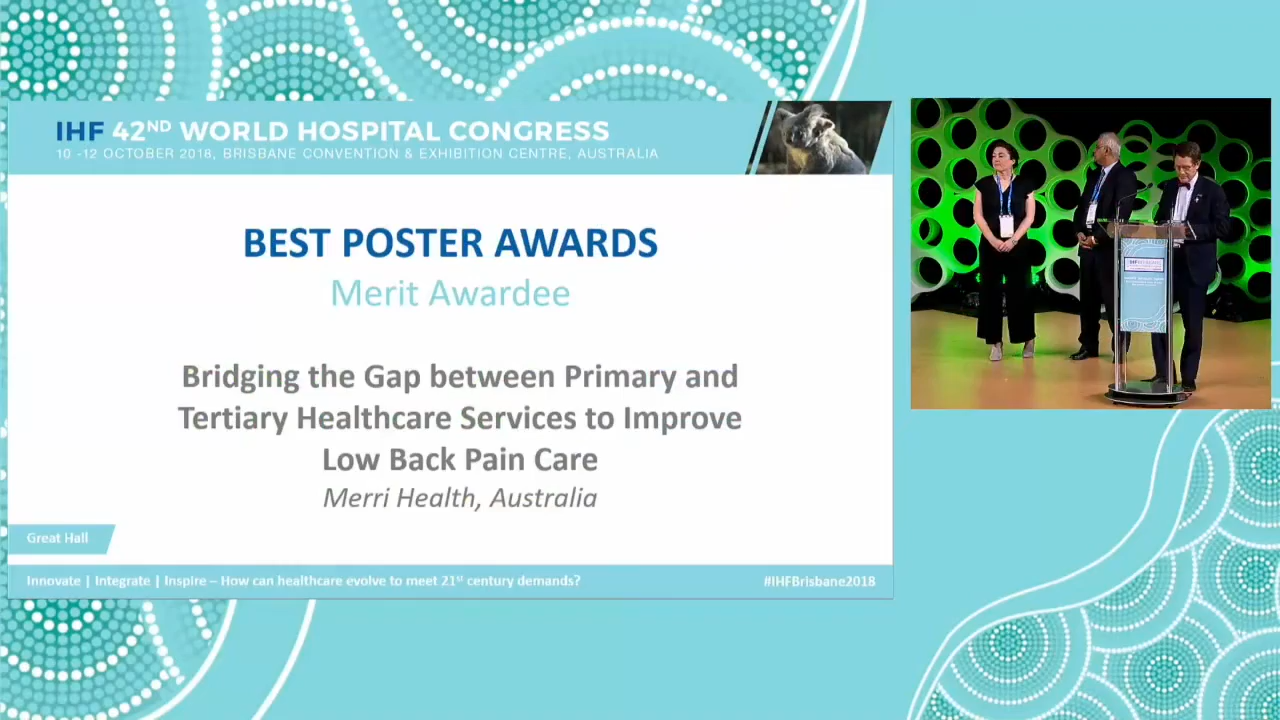 IHF 42ND WORLD HOSPITAL CONGRESS
10 -12 OCTOBER 2018, BRISBANE CONVENTION & EXHIBITION CENTRE, AUSTRALIA
BEST POSTER AWARDS
Merit Awardee
Bridging the Gap between Primary and
Tertiary Healthcare Services to Improve
Low Back Pain Care
Merri Health, Australia
Great Hall
Innovate | Integrate | Inspire – How can healthcare evolve to meet 21st century demands?
#IHFBrisbane2018